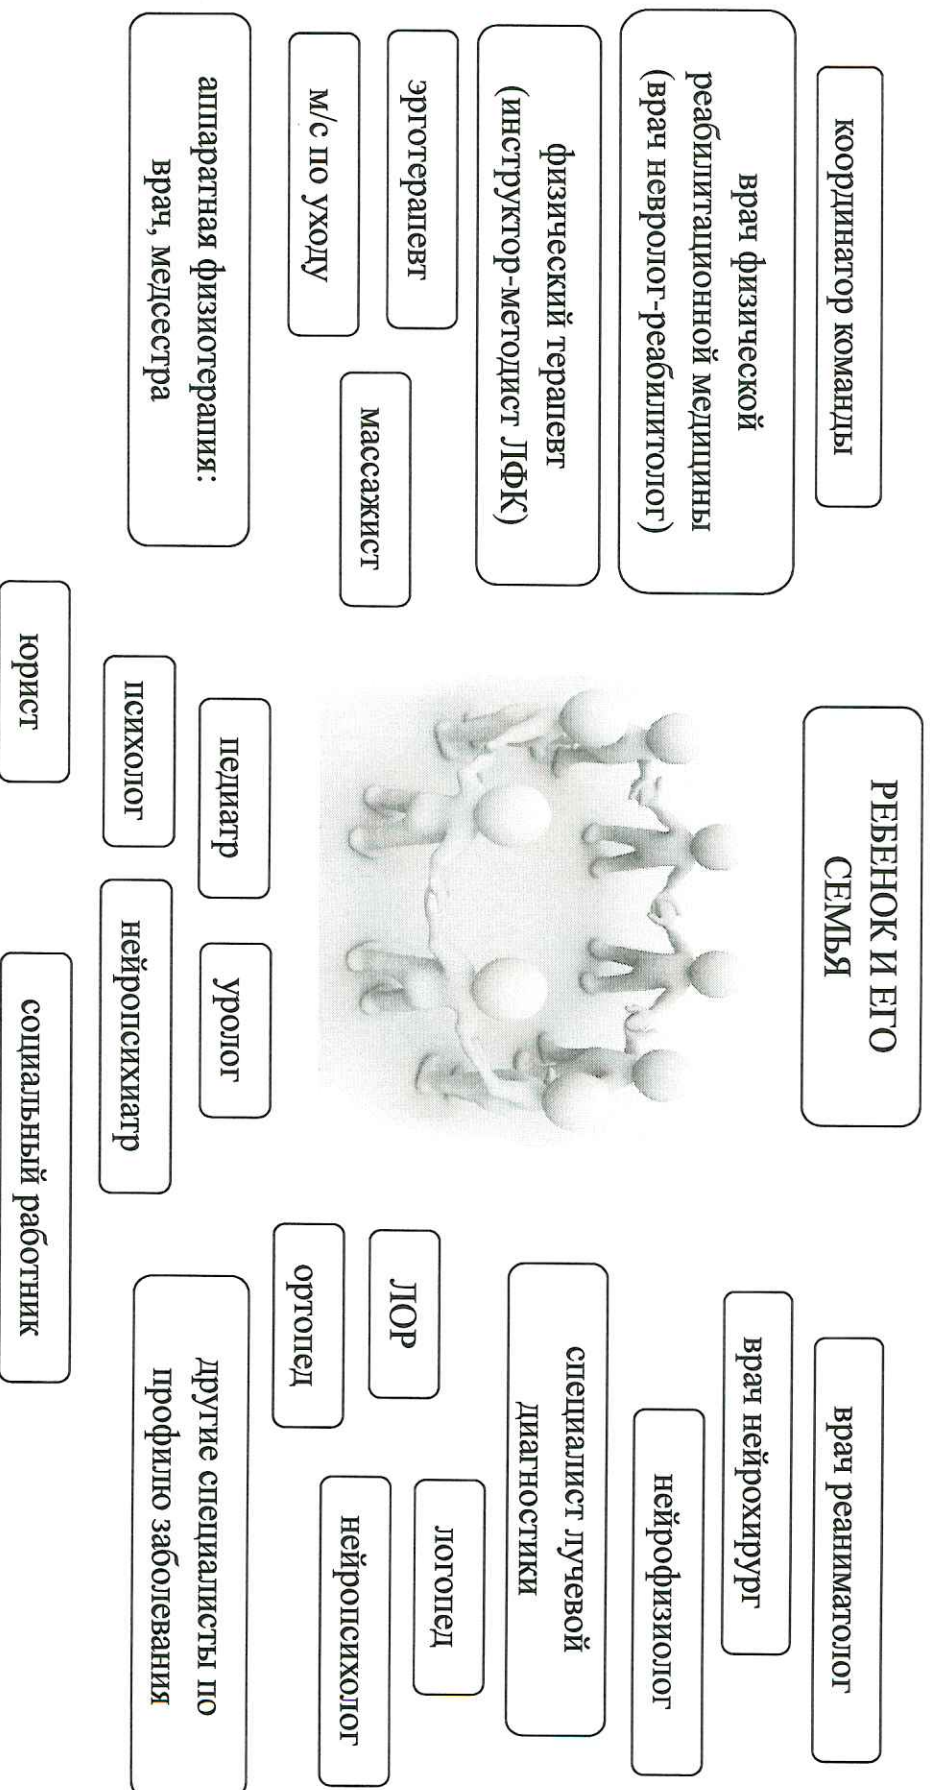 РЕБЕНОК И ЕГО
СЕМЬЯ
координатор команды
врач физической
реабилитационной медицины
(врач невролог-реабилитолог)
физический терапевт
(инструктор-методист ЛФК)
эрготерапевт
м/с по уходу
массажист
аппаратная физиотерапия:
врач, медсестра
педиатр
уролог
психолог
нейропсихиатр
юрист
социальный работник
врач реаниматолог
врач нейрохирург
нейрофизиолог
специалист лучевой
диагностики
ЛОР
логопед
ортопед
нейропсихолог
другие специалисты по
профилю заболевания